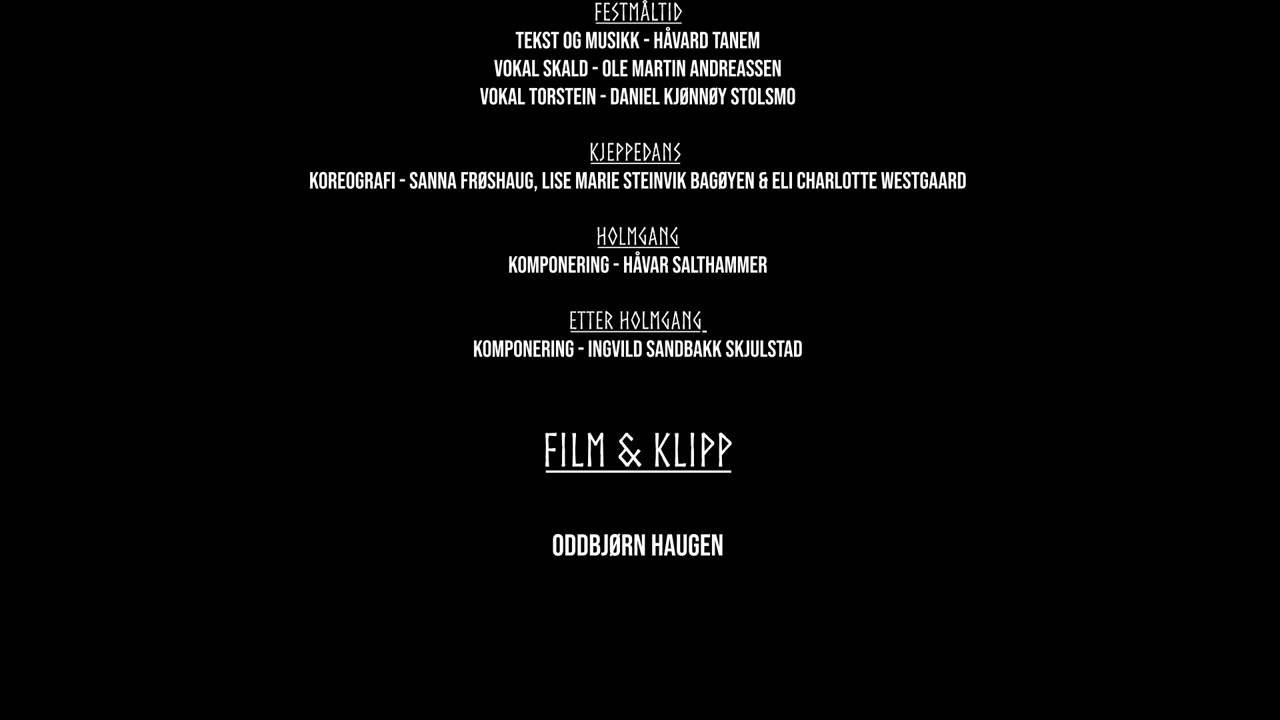 FESTMÅLTID
TEKST OG MUSIKK - HÅVARD TANEM
VOKAL SKALD - OLE MARTIN ANDREASSEN
VOKAL TORSTEIN - DANIEL KJØNNØY STOLSMO
KJEPPEDANS
KOREOGRAFI - SANNA FRØSHAUG, LISE MARIE STEINVIK BAGØYEN & ELI CHARLOTTE WESTGAARD
HOLMGANG
KOMPONERING - HÅVAR SALTHAMMER
ETTER HOLMGANG
KOMPONERING - INGVILD SANDBAKK SKJULSTAD
FILM & KLIPP
ODDBJØRN HAUGEN